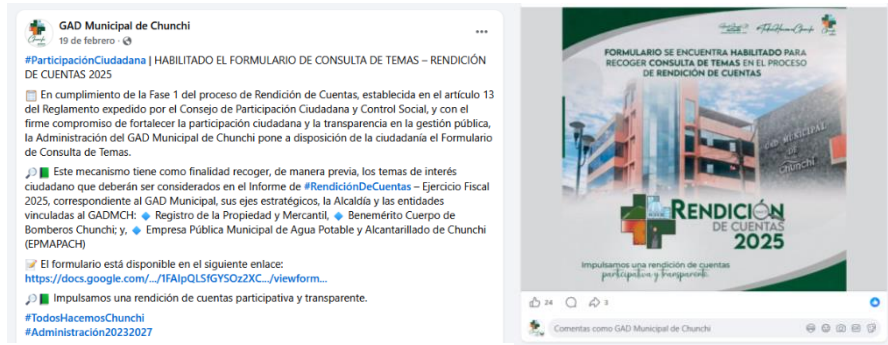 GAD Municipal de Chunchi
19 de febrero ·
#ParticipaciónCiudadana | HABILITADO EL FORMULARIO DE CONSULTA DE TEMAS – RENDICIÓN
DE CUENTAS 2025
En cumplimiento de la Fase 1 del proceso de Rendición de Cuentas, establecida en el artículo 13
del Reglamento expedido por el Consejo de Participación Ciudadana y Control Social, y con el
firme compromiso de fortalecer la participación ciudadana y la transparencia en la gestión pública,
la Administración del GAD Municipal de Chunchi pone a disposición de la ciudadanía el Formulario
de Consulta de Temas.
Este mecanismo tiene como finalidad recoger, de manera previa, los temas de interés
ciudadano que deberán ser considerados en el Informe de #RendiciónDeCuentas – Ejercicio Fiscal
2025, correspondiente al GAD Municipal, sus ejes estratégicos, la Alcaldía y las entidades
vinculadas al GADMCH: Registro de la Propiedad y Mercantil, Benemérito Cuerpo de
Bomberos Chunchi; y, Empresa Pública Municipal de Agua Potable y Alcantarillado de Chunchi
(EPMAPACH)
El formulario está disponible en el siguiente enlace:
https://docs.google.com/.../1FAIpQLSfGYSOz2XC.../viewform...
Impulsamos una rendición de cuentas participativa y transparente.
#TodosHacemosChunchi
#Administración20232027
#TodosHacemosChunchi
FORMULARIO SE ENCUENTRA HABILITADO PARA
RECOGER CONSULTA DE TEMAS EN EL PROCESO
DE RENDICIÓN DE CUENTAS
GAD MUNICIPAL
DE
Chunchi
RENDICIÓN
DE CUENTAS
2025
Impulsamos una rendición de cuentas
participativa y transparente.
24
3
Comentas como GAD Municipal de Chunchi